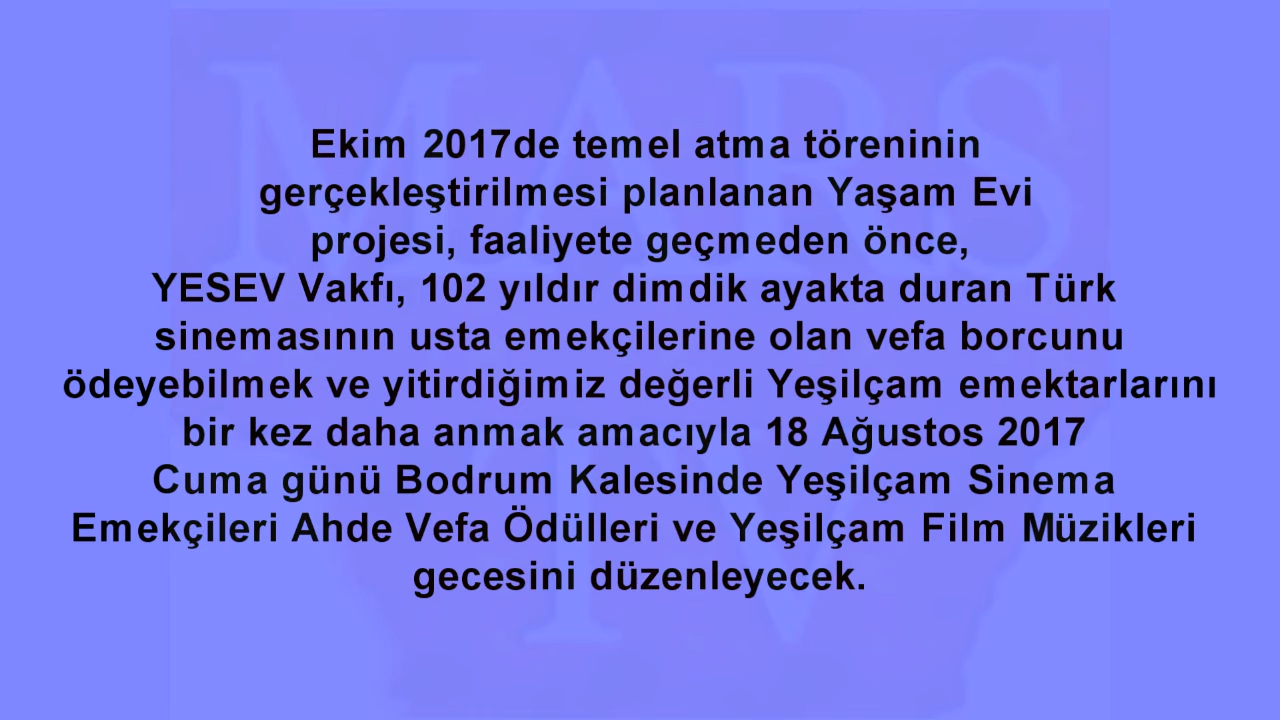 MARS
Ekim 2017de temel atma töreninin
gerçekleştirilmesi planlanan Yaşam Evi
projesi, faaliyete geçmeden önce,
YESEV Vakfı, 102 yıldır dimdik ayakta duran Türk
sinemasının usta emekçilerine olan vefa borcunu
ödeyebilmek ve yitirdiğimiz değerli Yeşilçam emektarlarını
bir kez daha anmak amacıyla 18 Ağustos 2017
Cuma günü Bodrum Kalesinde Yeşilçam Sinema
Emekçileri Ahde Vefa Ödülleri ve Yeşilçam Film Müzikleri
gecesini düzenleyecek.
TV